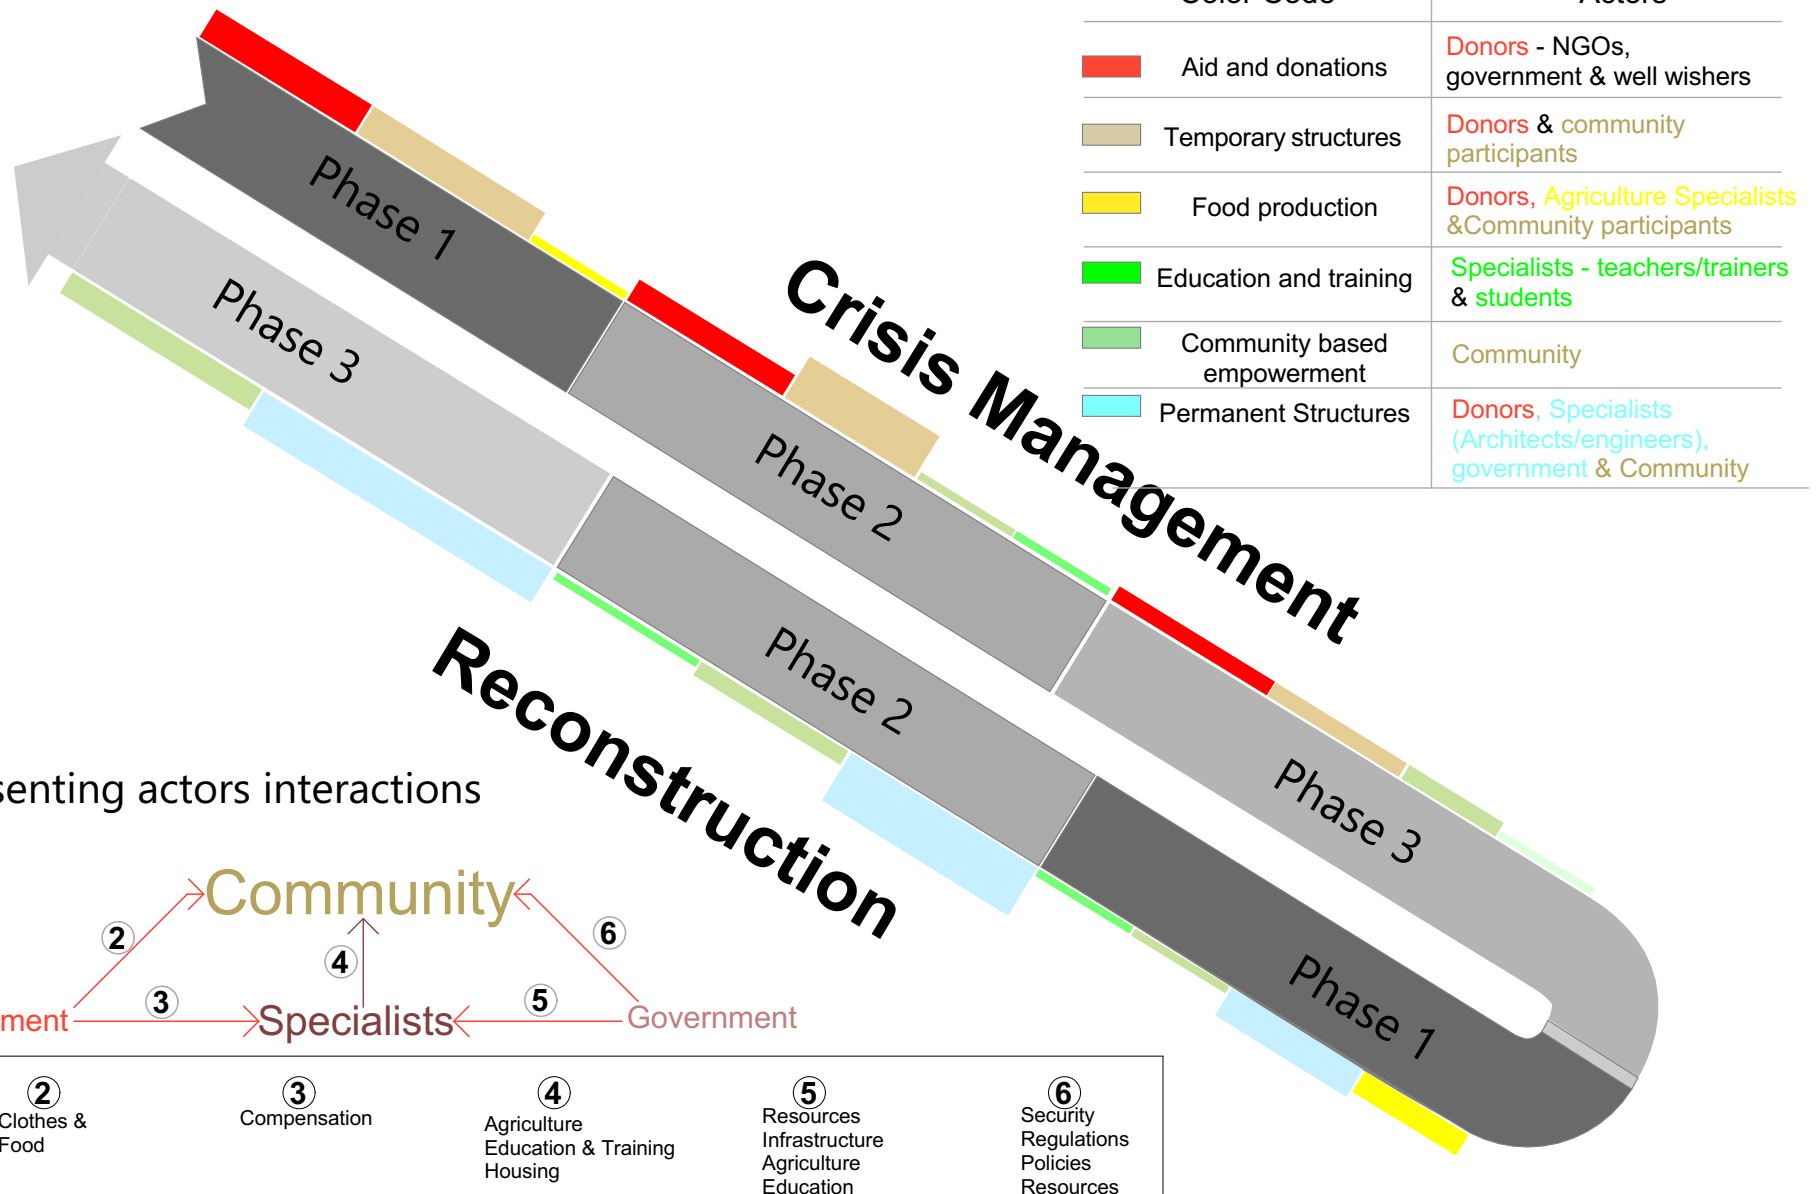 Color Code
Actors
Aid and donations
Donors - NGOs,
government & well wishers
Temporary structures
Donors & community
participants
Food production
Donors, Agriculture Specialists
&Community participants
Education and training
Specialists - teachers/trainers
& students
Community based
empowerment
Community
Permanent Structures
Donors, Specialists
(Architects/engineers),
government & Community
Phase 1
Phase 2
Phase 3
Crisis Management
Phase 3
Phase 2
Phase 1
Reconstruction
senting actors interactions
Community
2
4
6
3
5
ment
Specialists
Government
2
Clothes &
Food
3
Compensation
4
Agriculture
Education & Training
Housing
5
Resources
Infrastructure
Agriculture
Education
6
Security
Regulations
Policies
Resources